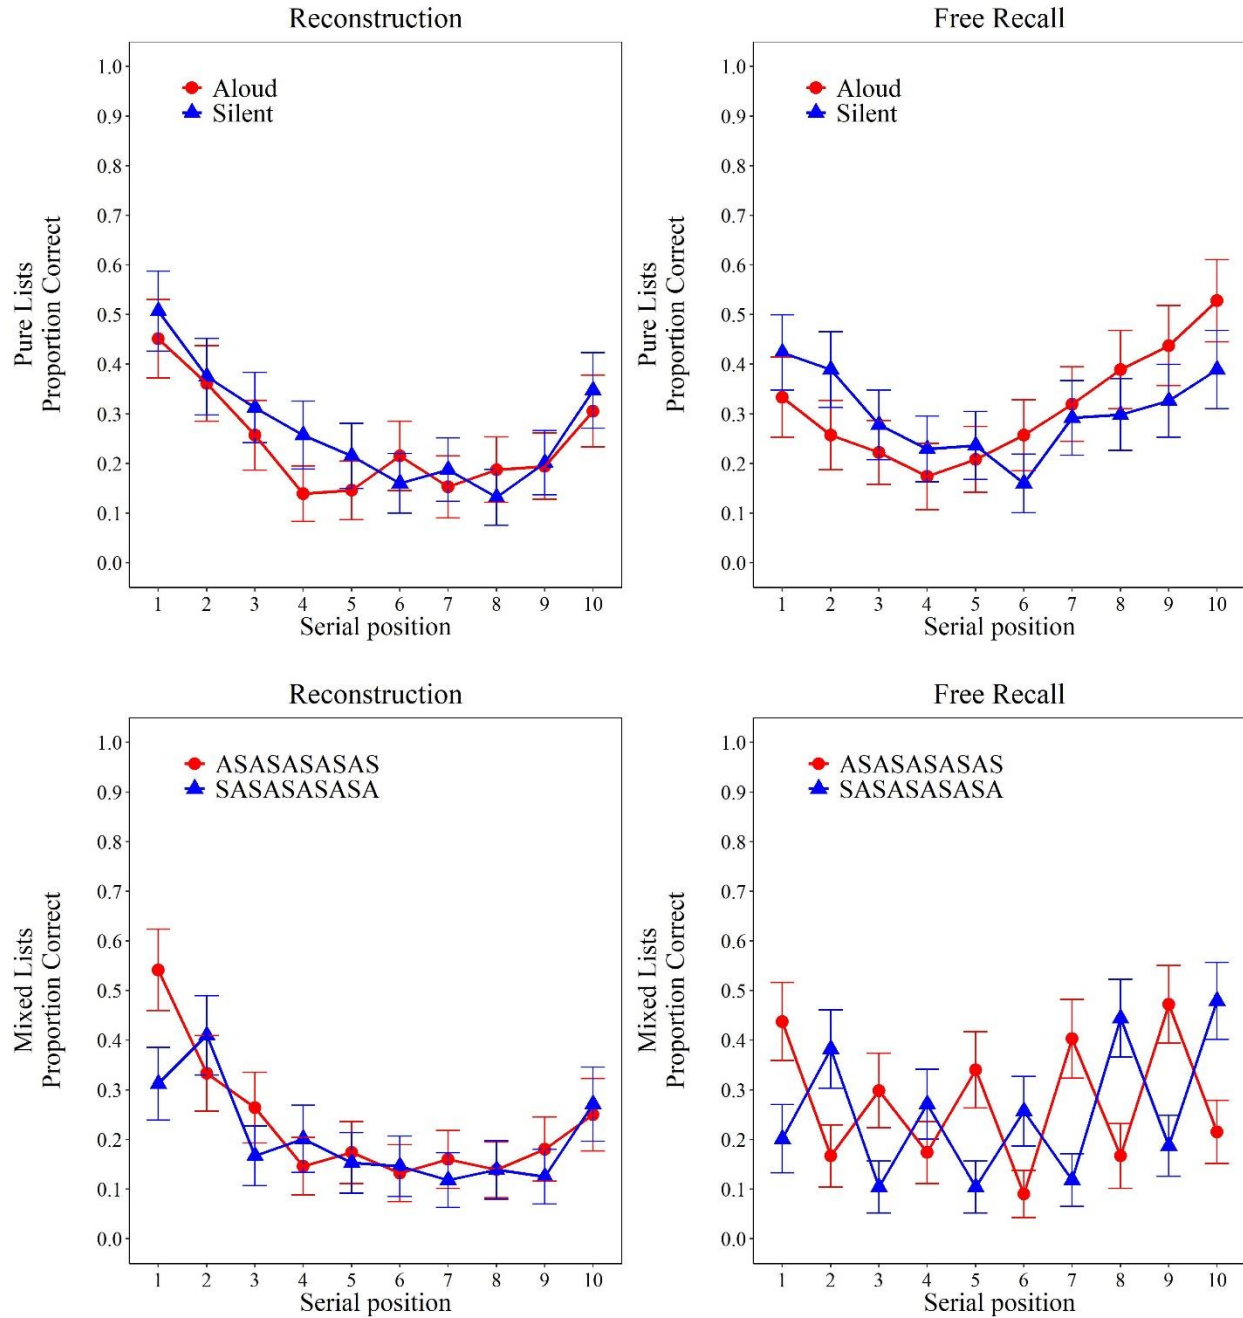 Reconstruction
Aloud
Silent
Pure Lists
Proportion Correct
1.0
0.9
0.8
0.7
0.6
0.5
0.4
0.3
0.2
0.1
0.0
1 2 3 4 5 6 7 8 9 10
Serial position
Free Recall
Aloud
Silent
Pure Lists
Proportion Correct
1.0
0.9
0.8
0.7
0.6
0.5
0.4
0.3
0.2
0.1
0.0
1 2 3 4 5 6 7 8 9 10
Serial position
Reconstruction
ASASASASAS
SASASASASA
Mixed Lists
Proportion Correct
1.0
0.9
0.8
0.7
0.6
0.5
0.4
0.3
0.2
0.1
0.0
1 2 3 4 5 6 7 8 9 10
Serial position
Free Recall
ASASASASAS
SASASASASA
Mixed Lists
Proportion Correct
1.0
0.9
0.8
0.7
0.6
0.5
0.4
0.3
0.2
0.1
0.0
1 2 3 4 5 6 7 8 9 10
Serial position